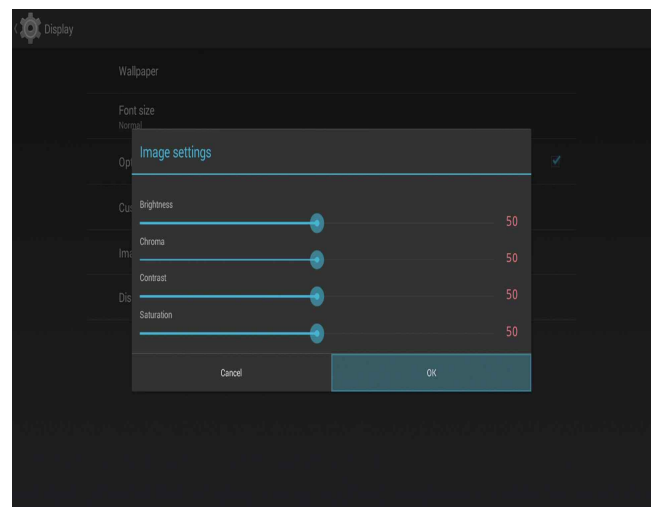 Display
Wallpaper
Font size
Normal
Image settings
Brightness
50
Chroma
50
Contrast
50
Saturation
50
Cancel
OK